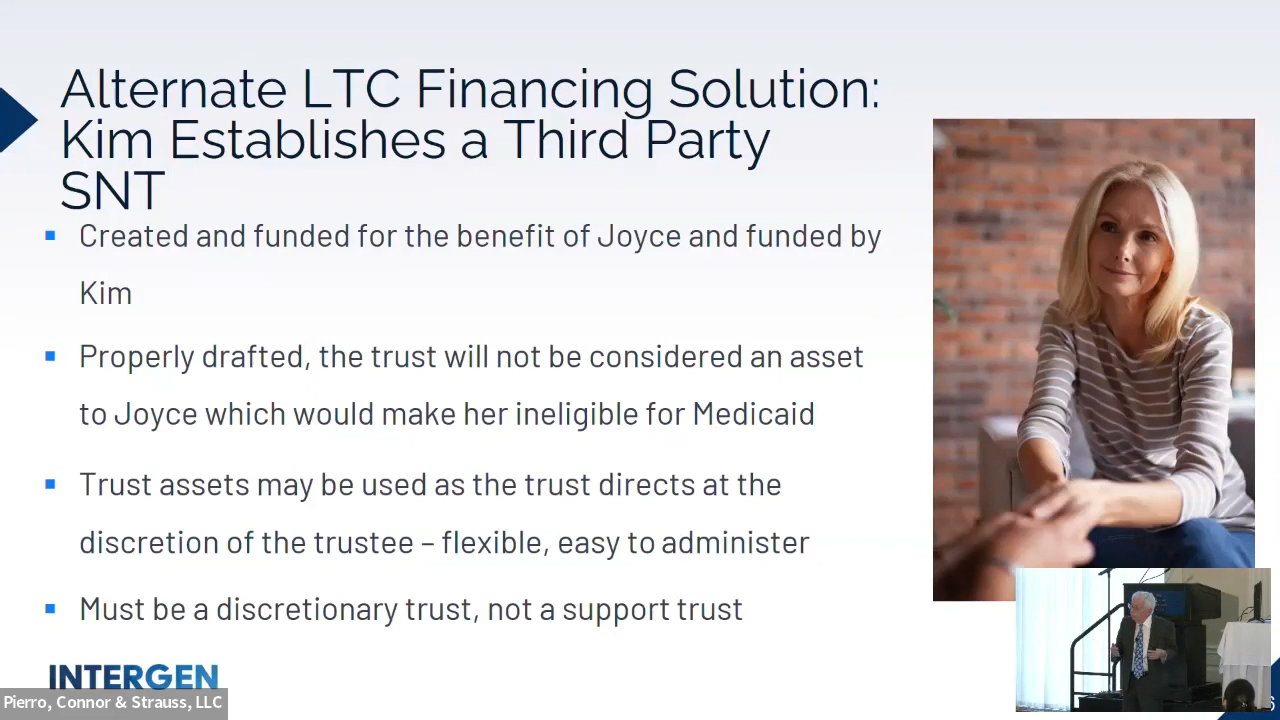 Alternate LTC Financing Solution:
Kim Establishes a Third Party
SNT
Created and funded for the benefit of Joyce and funded by
Kim
Properly drafted, the trust will not be considered an asset
to Joyce which would make her ineligible for Medicaid
Trust assets may be used as the trust directs at the
discretion of the trustee – flexible, easy to administer
Must be a discretionary trust, not a support trust
INTERGEN
Pierro, Connor & Strauss, LLC
6